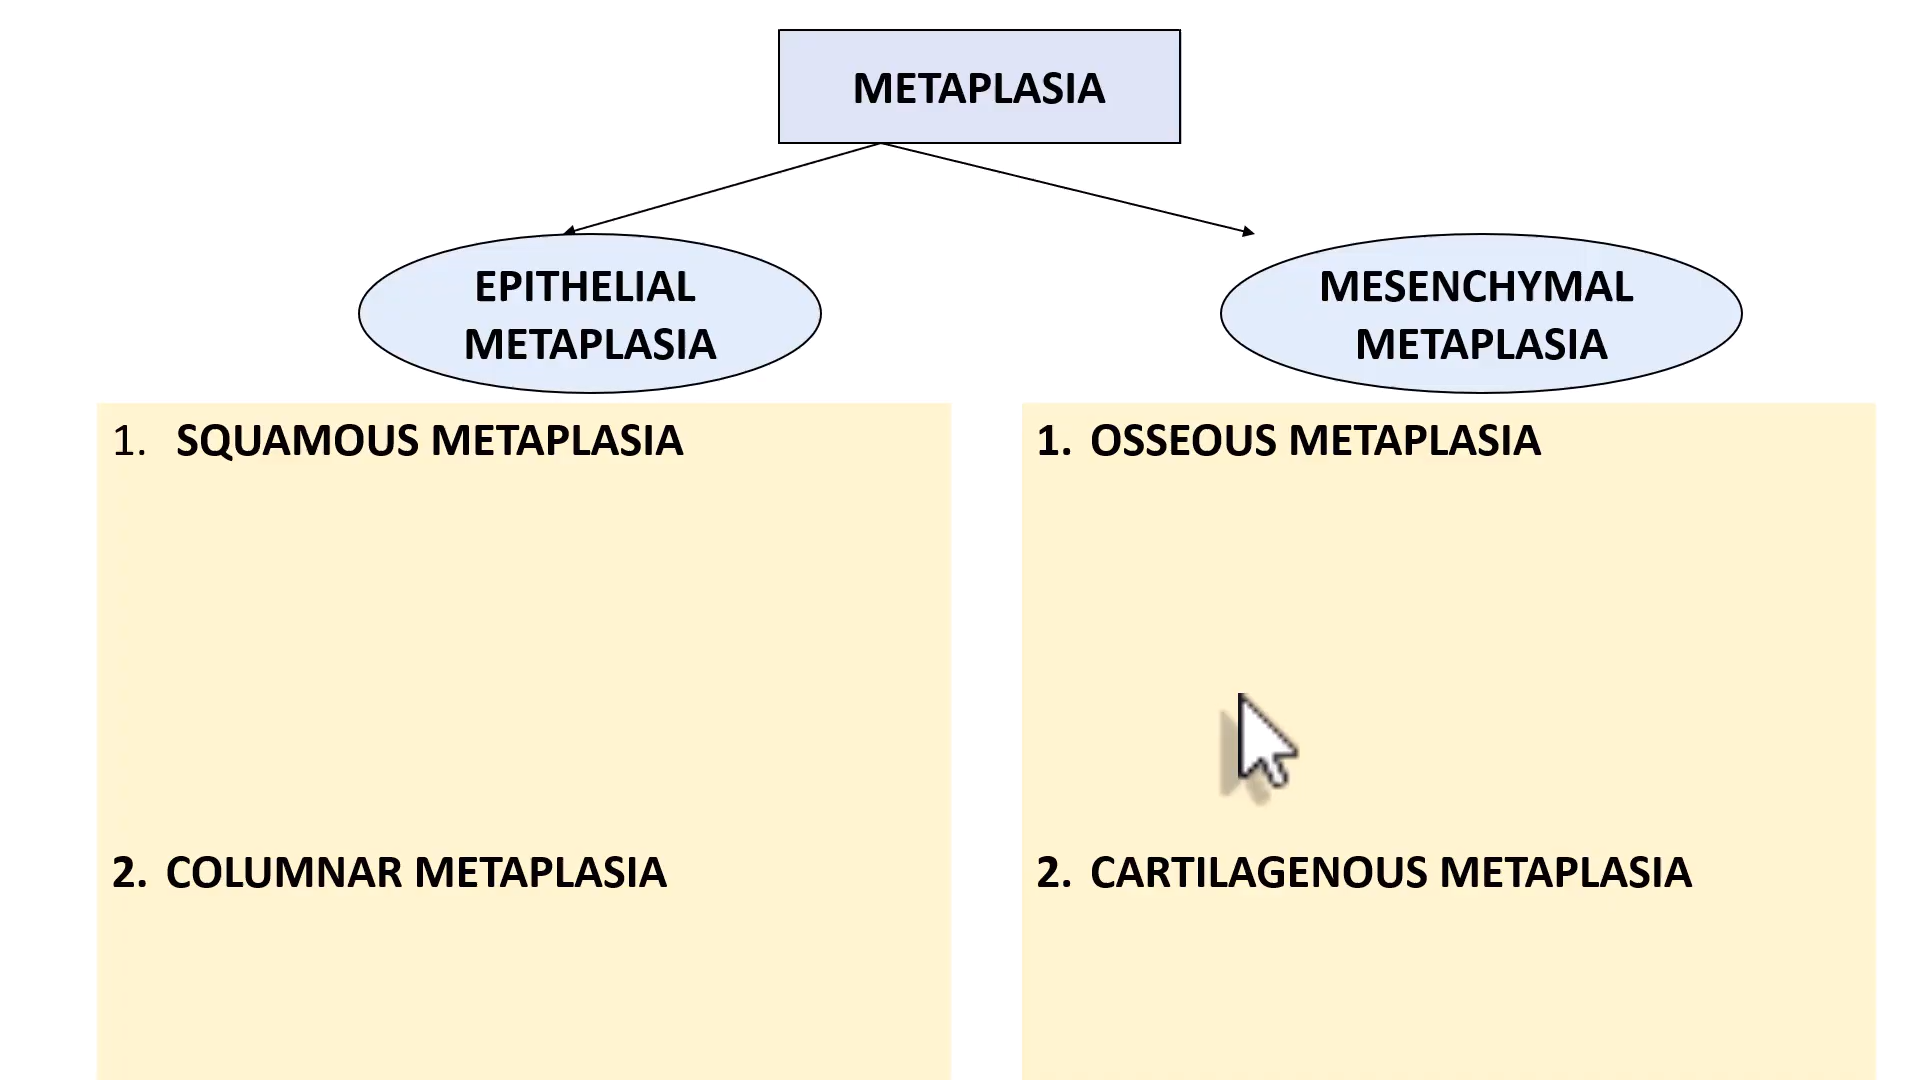 METAPLASIA
EPITHELIAL
METAPLASIA
MESENCHYMAL
METAPLASIA
1. SQUAMOUS METAPLASIA
2. COLUMNAR METAPLASIA
1. OSSEOUS METAPLASIA
2. CARTILAGENOUS METAPLASIA